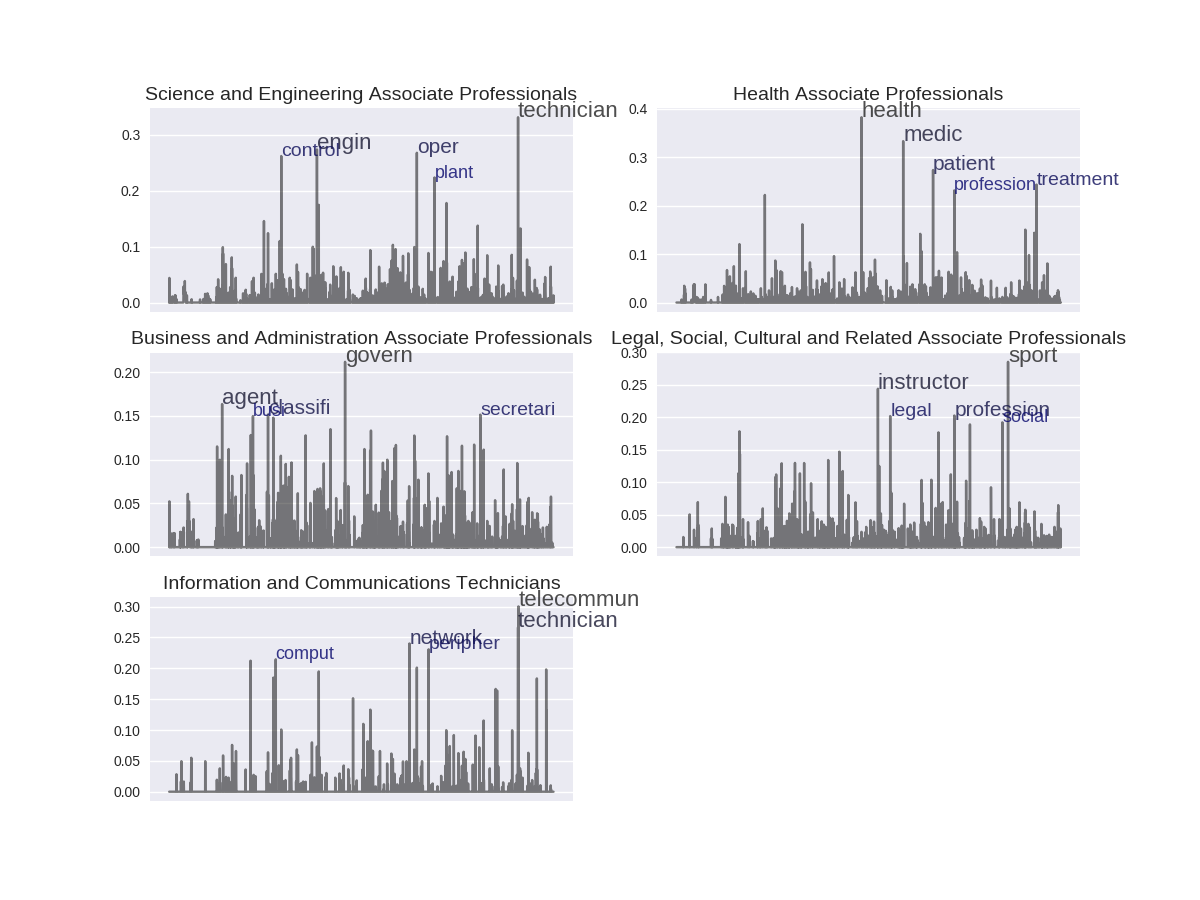 Science and Engineering Associate Professionals
technician
engin
control
oper
plant
0.3
0.2
0.1
0.0
Health Associate Professionals
health
medic
patient
profession
treatment
0.4
0.3
0.2
0.1
0.0
Business and Administration Associate Professionals
govern
agent
busi
classifi
secretari
0.20
0.15
0.10
0.05
0.00
Legal, Social, Cultural and Related Associate Professionals
sport
instructor
legal
profession
social
0.30
0.25
0.20
0.15
0.10
0.05
0.00
Information and Communications Technicians
telecommun
technician
network
peripher
comput
0.30
0.25
0.20
0.15
0.10
0.05
0.00